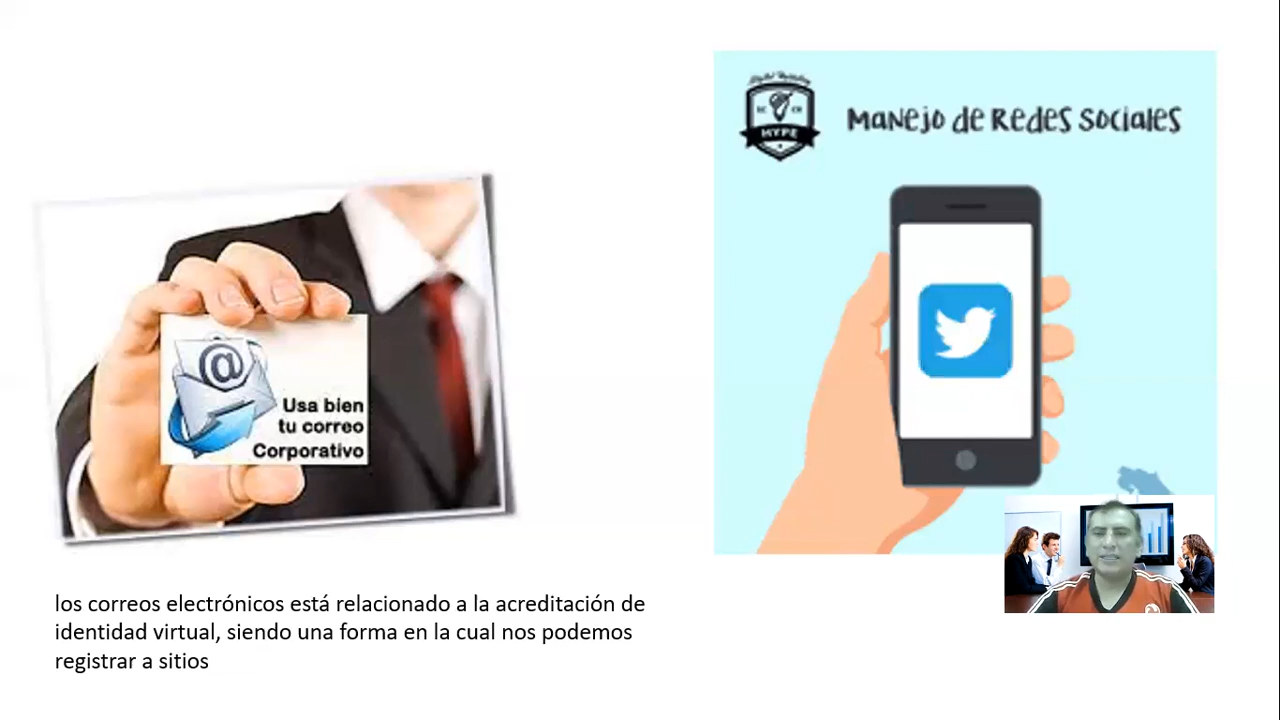 MaNejo de Redes Sociales
HYPE
Usa bien
tu correo
Corporativo
los correos electrónicos está relacionado a la acreditación de
identidad virtual, siendo una forma en la cual nos podemos
registrar a sitios